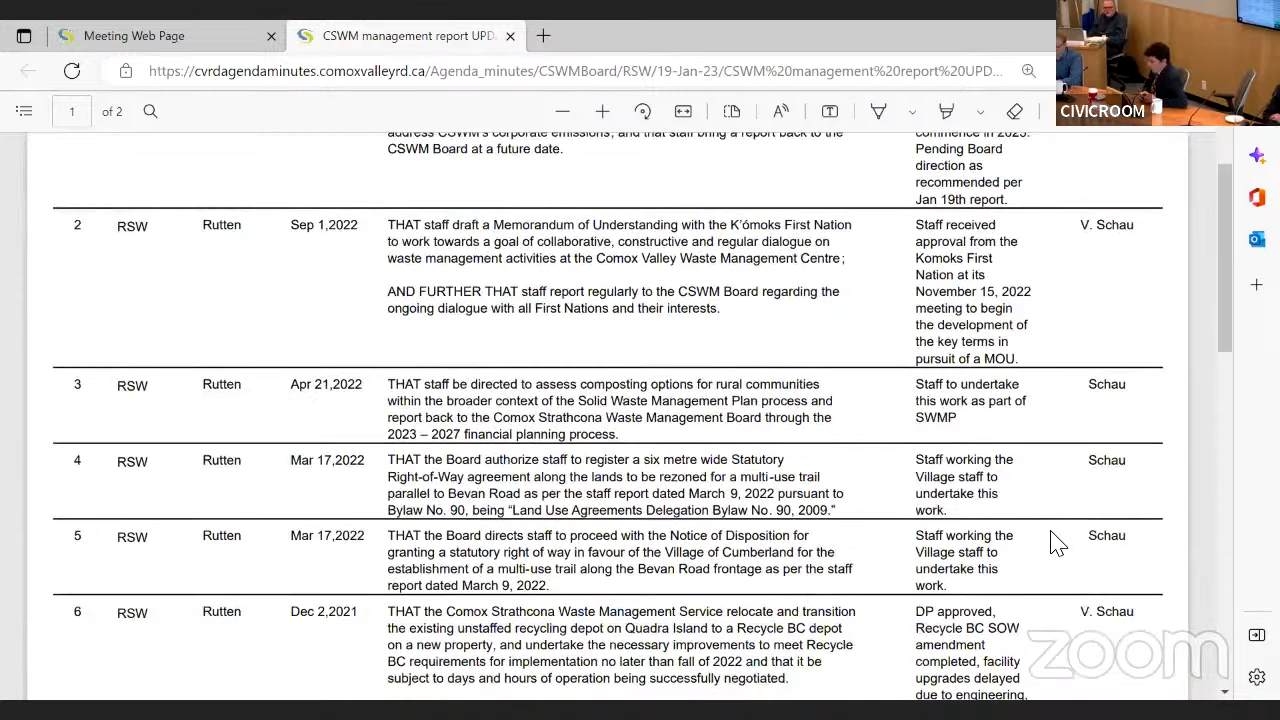 Meeting Web Page
CSWM management report UPD
https://cvrdagendaminutes.comoxvalleyrd.ca/Agenda_minutes/CSWMBoard/RSW/19-Jan-23/CSWM%20management%20report%20UPD...
CIVICROOM
1 of 2
address CSWM's corporate emissions; and that staff bring a report back to the
CSWM Board at a future date.
commence in 2023.
Pending Board
direction as
recommended per
Jan 19th report.
2 RSW Rutten Sep 1,2022
THAT staff draft a Memorandum of Understanding with the K'ómoks First Nation
to work towards a goal of collaborative, constructive and regular dialogue on
waste management activities at the Comox Valley Waste Management Centre;
AND FURTHER THAT staff report regularly to the CSWM Board regarding the
ongoing dialogue with all First Nations and their interests.
Staff received
approval from the
Komoks First
Nation at its
November 15, 2022
meeting to begin
the development of
the key terms in
pursuit of a MOU.
V. Schau
3 RSW Rutten Apr 21,2022
THAT staff be directed to assess composting options for rural communities
within the broader context of the Solid Waste Management Plan process and
report back to the Comox Strathcona Waste Management Board through the
2023 – 2027 financial planning process.
Staff to undertake
this work as part of
SWMP
Schau
4 RSW Rutten Mar 17,2022
THAT the Board authorize staff to register a six metre wide Statutory
Right-of-Way agreement along the lands to be rezoned for a multi-use trail
parallel to Bevan Road as per the staff report dated March 9, 2022 pursuant to
Bylaw No. 90, being “Land Use Agreements Delegation Bylaw No. 90, 2009.”
Staff working the
Village staff to
undertake this
work.
Schau
5 RSW Rutten Mar 17,2022
THAT the Board directs staff to proceed with the Notice of Disposition for
granting a statutory right of way in favour of the Village of Cumberland for the
establishment of a multi-use trail along the Bevan Road frontage as per the staff
report dated March 9, 2022.
Staff working the
Village staff to
undertake this
work.
Schau
6 RSW Rutten Dec 2,2021
THAT the Comox Strathcona Waste Management Service relocate and transition
the existing unstaffed recycling depot on Quadra Island to a Recycle BC depot
on a new property, and undertake the necessary improvements to meet Recycle
BC requirements for implementation no later than fall of 2022 and that it be
subject to days and hours of operation being successfully negotiated.
DP approved,
Recycle BC SOW
amendment
completed, facility
upgrades delayed
due to engineering,
V. Schau
zoom